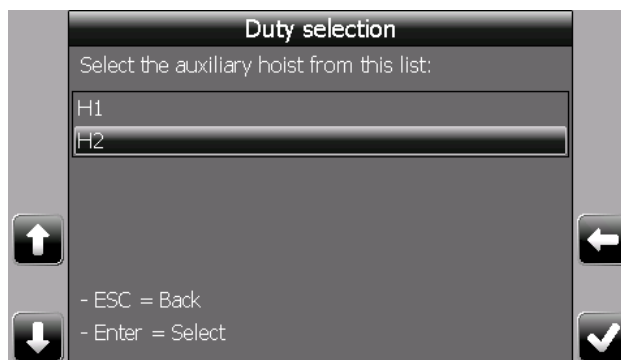 Duty selection
Select the auxiliary hoist from this list:
H1
H2
- ESC = Back
- Enter = Select